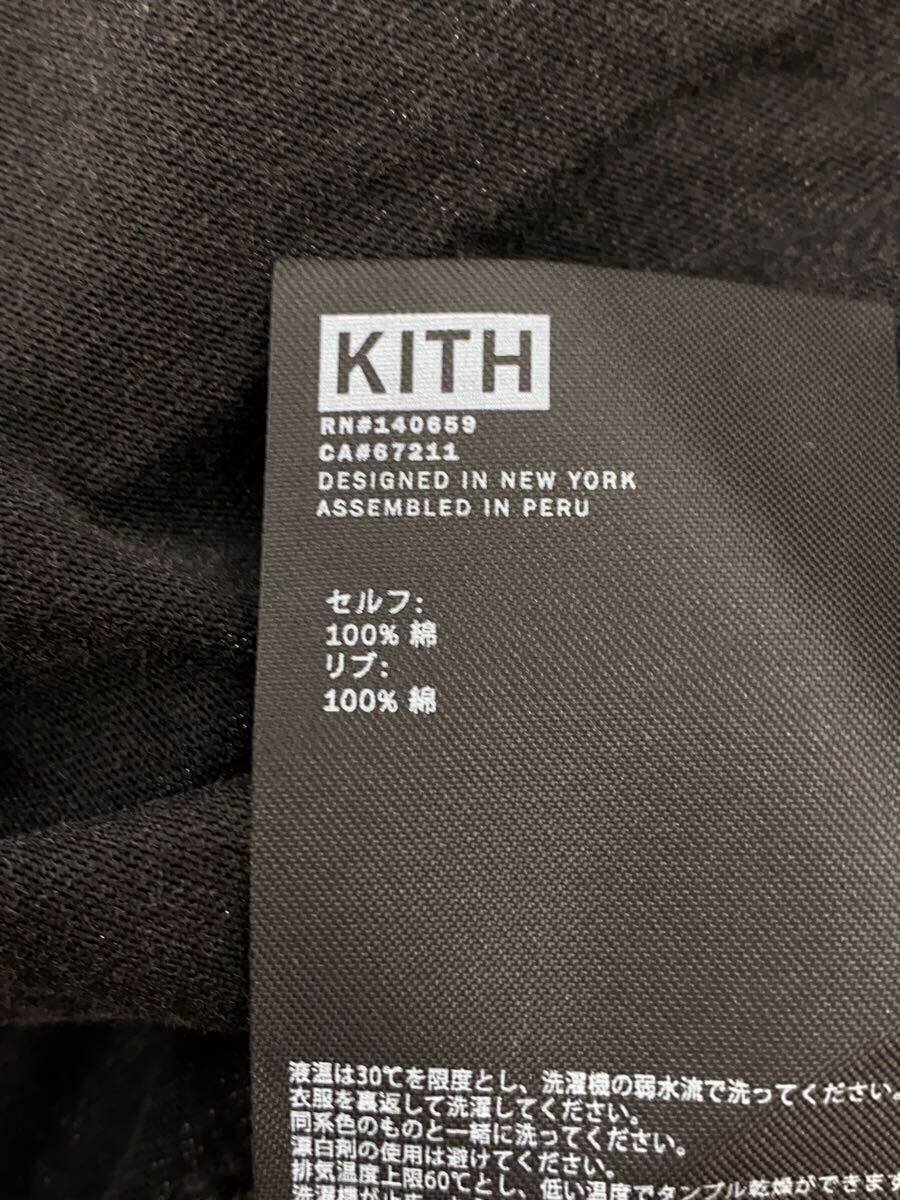 KITH
RN#140659
CA#67211
DESIGNED IN NEW YORK
ASSEMBLED IN PERU
セルフ:
100% 綿
リブ:
100% 綿
液温は30℃を限度とし、洗濯機の弱水流で洗ってください。
衣服を裏返して洗濯してください。
同系色のものと一緒に洗ってください。
漂白剤の使用は避けてください。
排気温度上限60℃とし、低い温度でタンブル乾燥ができます